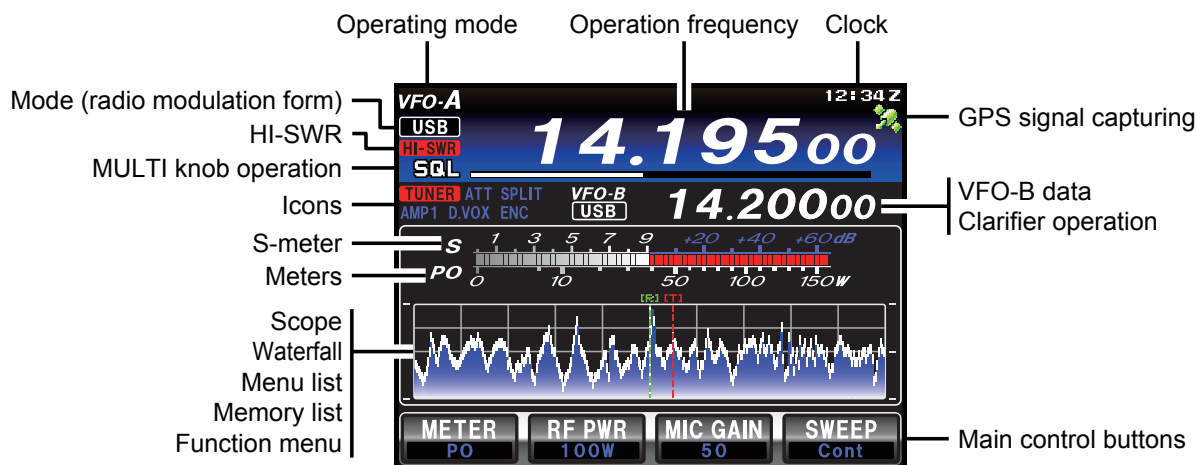 Operating mode
Operation frequency
Clock
Mode (radio modulation form)
HI-SWR
MULTI knob operation
Icons
S-meter
Meters
Scope
Waterfall
Menu list
Memory list
Function menu
VFO-A
12:34Z
USB
HI-SWR
14.19500
SQL
TUNER ATT SPLIT
AMP1 D.VOX ENC
VFO-B
USB
14.20000
S 1 3 5 7 9 +20 +40 +60dB
PO 0 10 50 100 150W
[R] [T]
METER RF PWR MIC GAIN SWEEP
PO 100W 50 Cont
GPS signal capturing
VFO-B data
Clarifier operation
Main control buttons